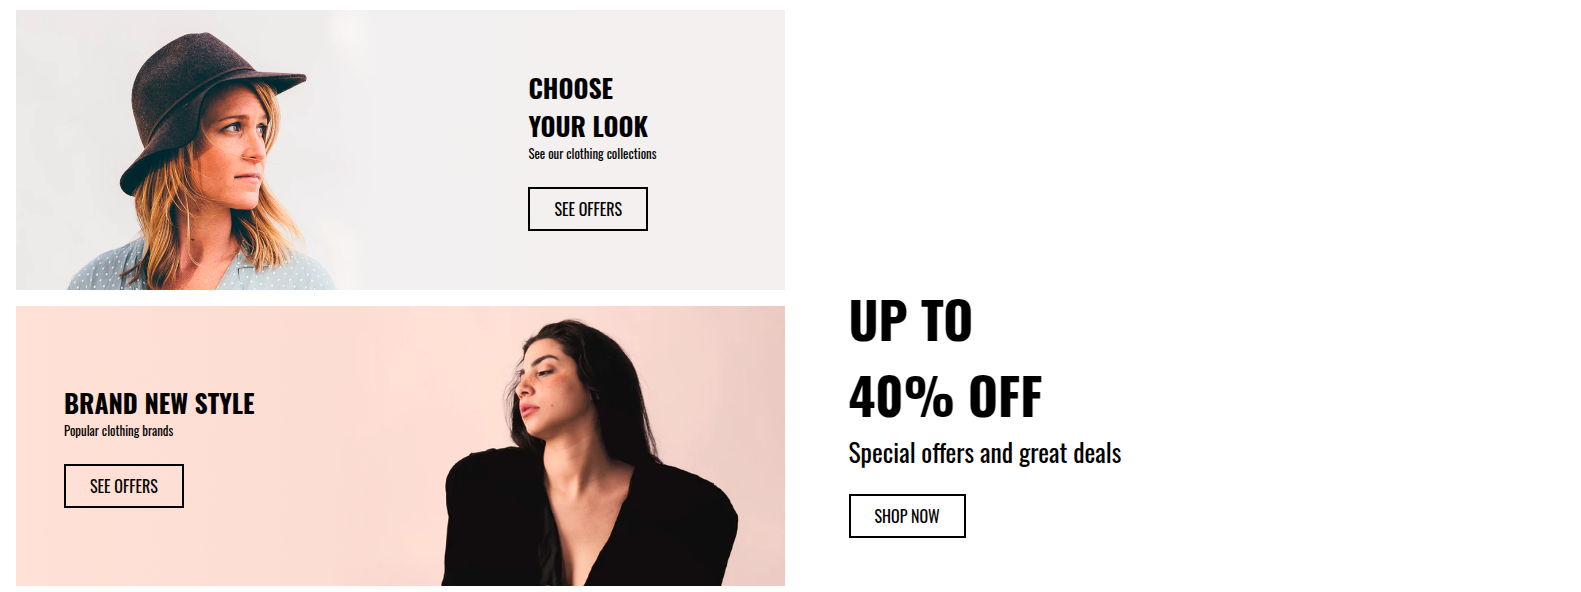 CHOOSE
YOUR LOOK
See our clothing collections
SEE OFFERS
BRAND NEW STYLE
Popular clothing brands
SEE OFFERS
UP TO
40% OFF
Special offers and great deals
SHOP NOW